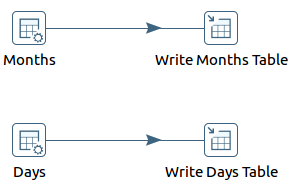 Months
Write Months Table
Days
Write Days Table